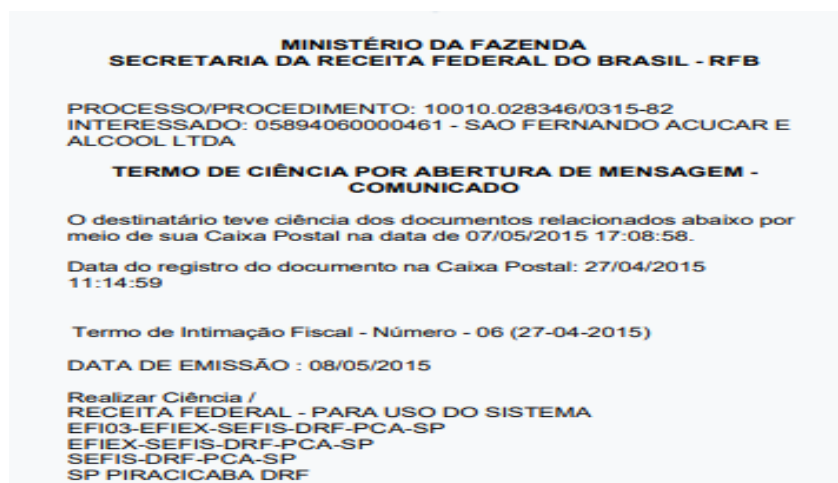 MINISTÉRIO DA FAZENDA
SECRETARIA DA RECEITA FEDERAL DO BRASIL - RFB
PROCESSO/PROCEDIMENTO: 10010.028346/0315-82
INTERESSADO: 05894060000461 - SAO FERNANDO ACUCAR E
ALCOOL LTDA
TERMO DE CIÊNCIA POR ABERTURA DE MENSAGEM -
COMUNICADO
O destinatário teve ciência dos documentos relacionados abaixo por
meio de sua Caixa Postal na data de 07/05/2015 17:08:58.
Data do registro do documento na Caixa Postal: 27/04/2015
11:14:59
Termo de Intimação Fiscal - Número - 06 (27-04-2015)
DATA DE EMISSÃO : 08/05/2015
Realizar Ciência /
RECEITA FEDERAL - PARA USO DO SISTEMA
EFI03-EFIEX-SEFIS-DRF-PCA-SP
EFIEX-SEFIS-DRF-PCA-SP
SEFIS-DRF-PCA-SP
SP PIRACICABA DRF